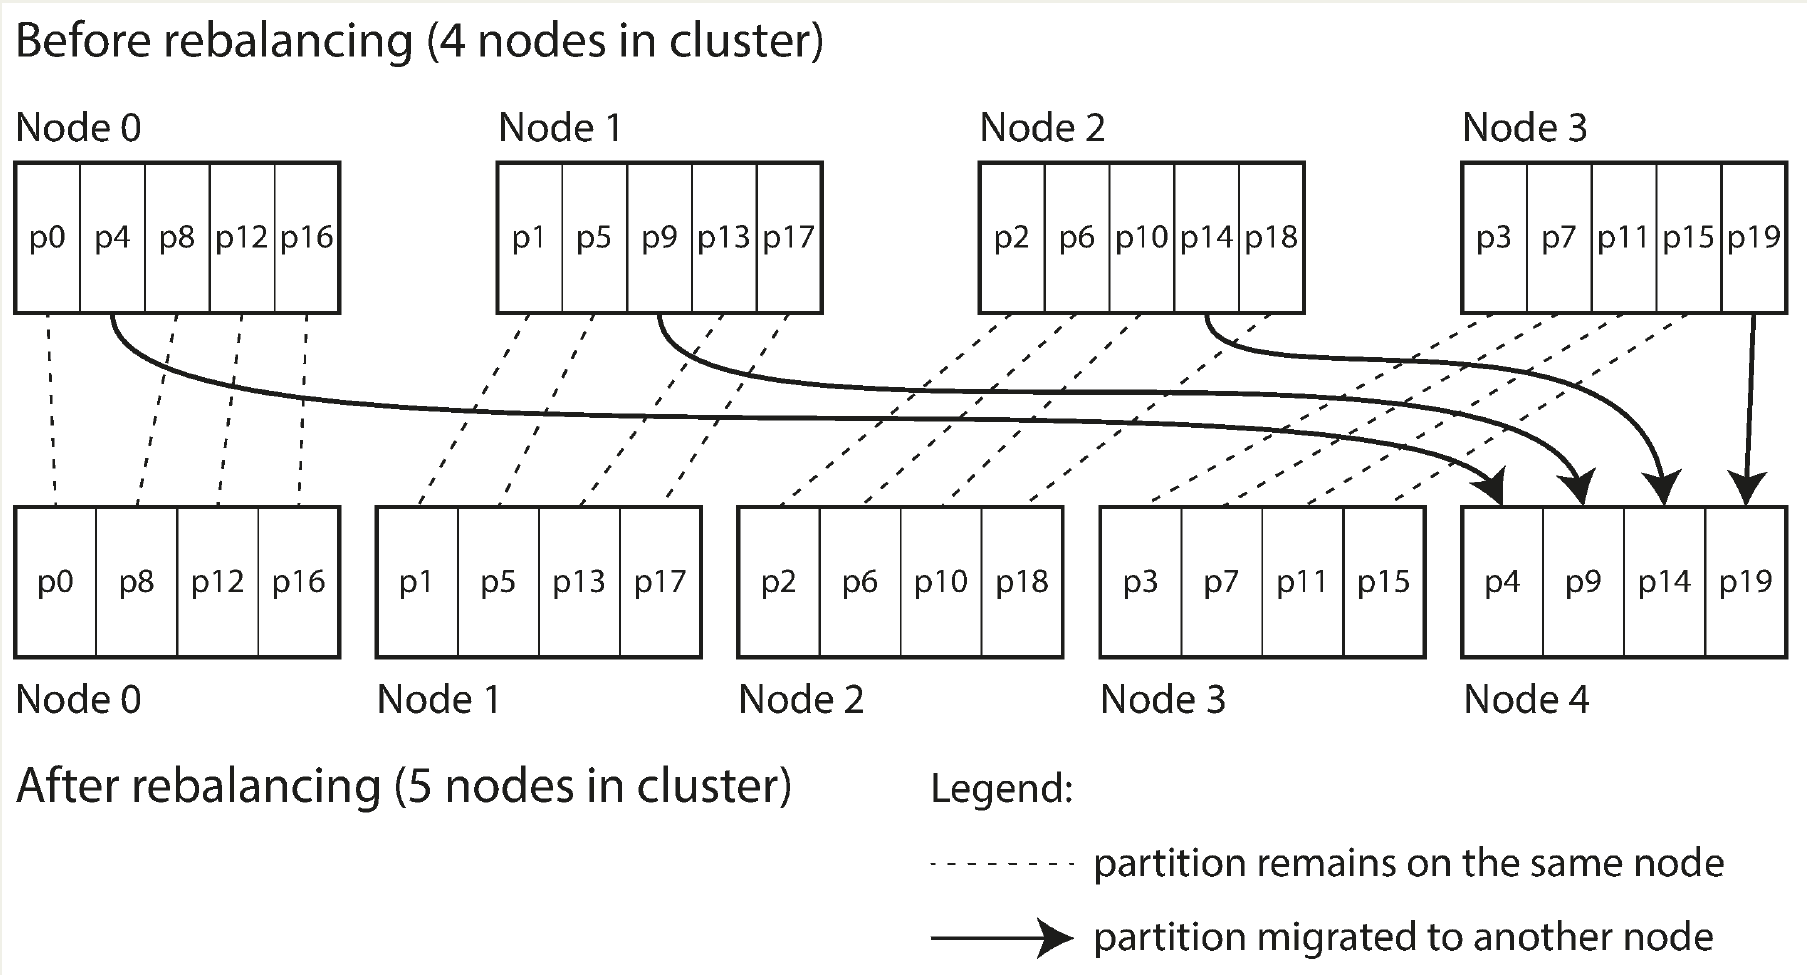 Before rebalancing (4 nodes in cluster)
Node 0 Node 1 Node 2 Node 3
p0 p4 p8 p12 p16 p1 p5 p9 p13 p17 p2 p6 p10 p14 p18 p3 p7 p11 p15 p19
p0 p8 p12 p16 p1 p5 p13 p17 p2 p6 p10 p18 p3 p7 p11 p15 p4 p9 p14 p19
Node 0 Node 1 Node 2 Node 3 Node 4
After rebalancing (5 nodes in cluster)
Legend:
partition remains on the same node
partition migrated to another node